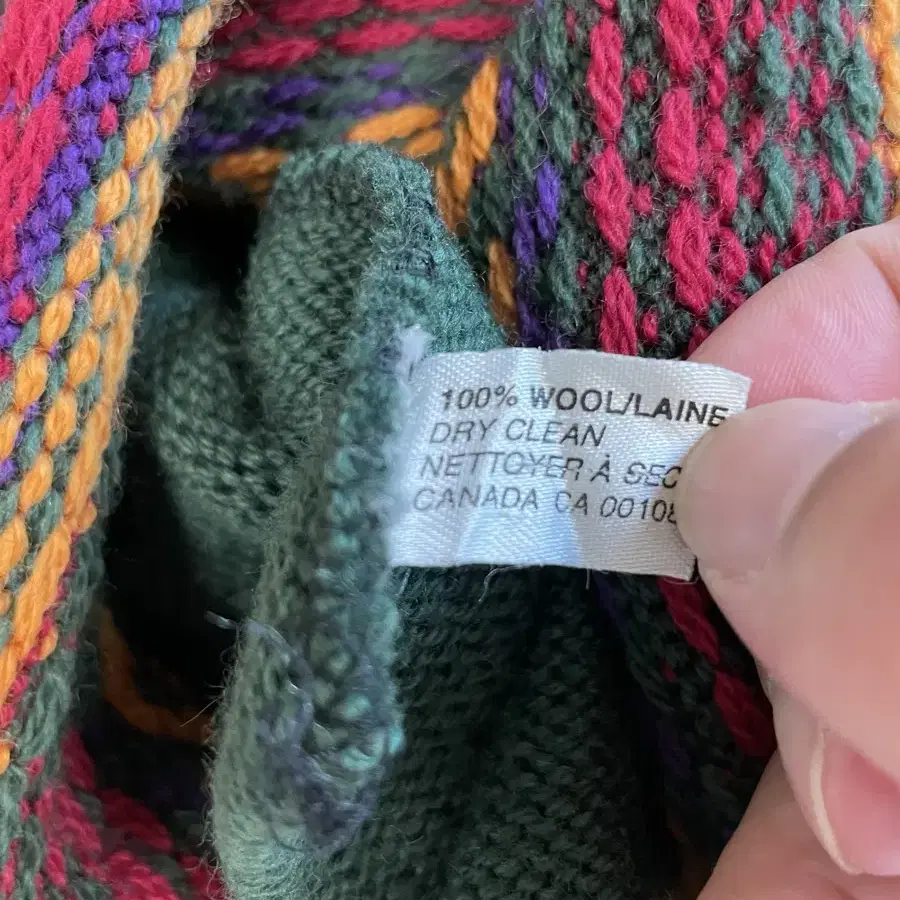 100% WOOL/LAINE
DRY CLEAN
NETTOYER À SEC
CANADA CA 00108